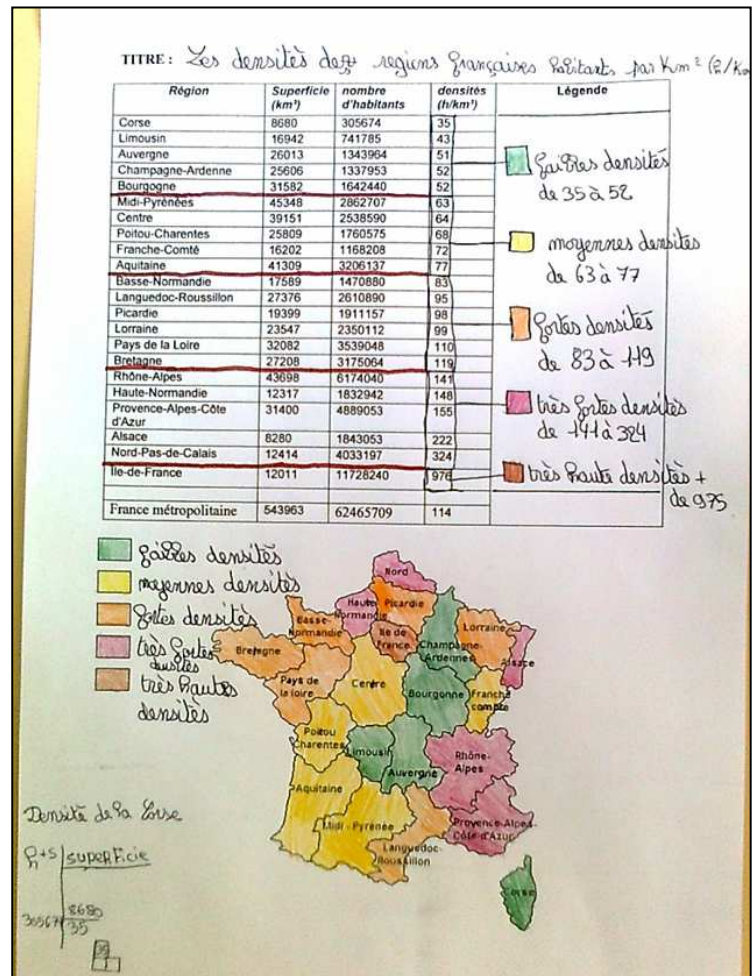 TITRE : Les densités des regions françaises habitants par Km² (h/Km
Région Superficie (km²) nombre d'habitants densités (h/km²) Légende
Corse 8680 305674 35
Limousin 16942 741785 43
Auvergne 26013 1343964 51
Champagne-Ardenne 25606 1337953 52
Bourgogne 31582 1642440 52
Midi-Pyrénées 45348 2862707 63
Centre 39151 2538590 64
Poitou-Charentes 25809 1760575 68
Franche-Comté 16202 1168208 72
Aquitaine 41309 3206137 77
Basse-Normandie 17589 1470880 83
Languedoc-Roussillon 27376 2610890 95
Picardie 19399 1911157 98
Lorraine 23547 2350112 99
Pays de la Loire 32082 3539048 110
Bretagne 27208 3175064 119
Rhône-Alpes 43698 6174040 141
Haute-Normandie 12317 1832942 148
Provence-Alpes-Côte d'Azur 31400 4889053 155
Alsace 8280 1843053 222
Nord-Pas-de-Calais 12414 4033197 324
Ile-de-France 12011 11728240 976
France métropolitaine 543963 62465709 114
faibles densités
de 35 à 52
moyennes densités
de 63 à 77
fortes densités
de 83 à 119
très fortes densités
de 141 à 324
très haute densités +
de 975
faibles densités
moyennes densités
fortes densités
très fortes
densités
très hautes
densités
Nord
Haute
Normandie
Picardie
Basse-
Normandie
Ile de
France
Champagne
Ardennes
Lorraine
Alsace
Bretegne
Pays de
la loire
Centre
Bourgonne
Franche
compte
Poitou
Charentes
Limousin
Auvergne
Rhône-
Alpes
Aquitaine
Midi - Pyrénée
Languedoc-
Roussillon
Provence-Alpes-
Côte d'Azur
Corse
Densité de la Corse
superficie
8680
35